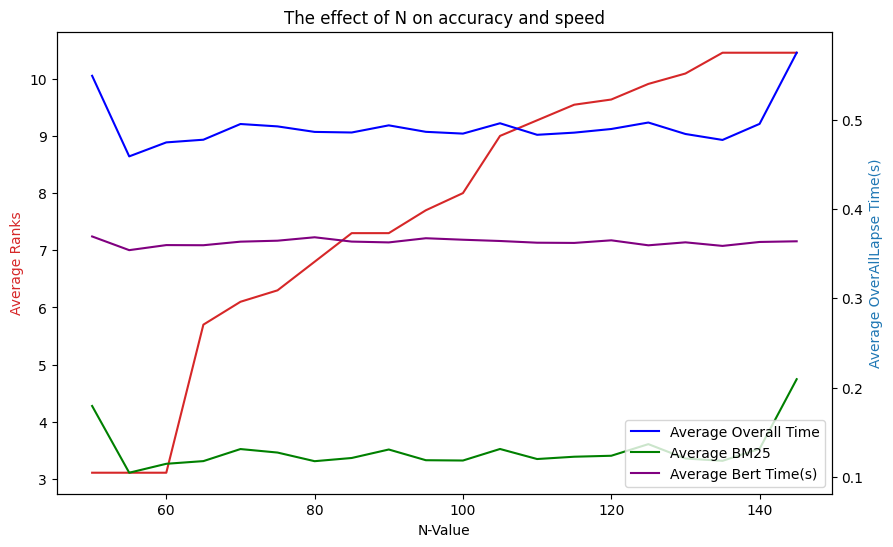 The effect of N on accuracy and speed
10
9
8
7
6
5
4
3
Average Ranks
0.5
0.4
0.3
0.2
0.1
Average OverAllLapse Time(s)
Average Overall Time
Average BM25
Average Bert Time(s)
60
80
100
120
140
N-Value